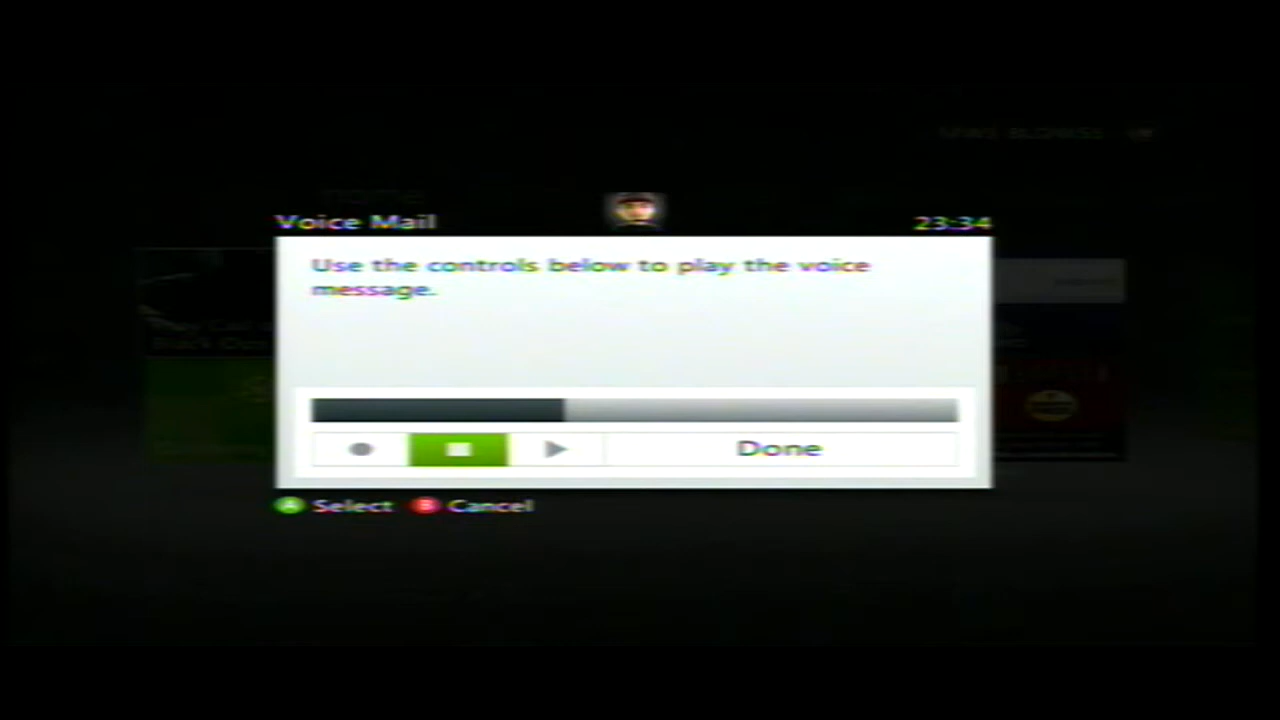 Voice Mail
23:34
Use the controls below to play the voice
message.
Done
A Select B Cancel